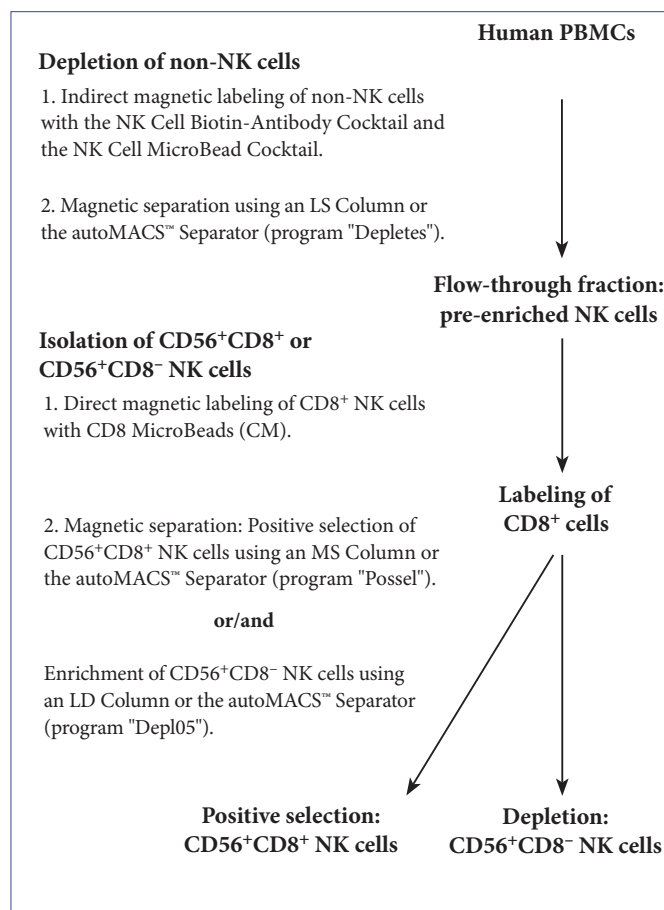 Human PBMCs
Depletion of non-NK cells
1. Indirect magnetic labeling of non-NK cells
with the NK Cell Biotin-Antibody Cocktail and
the NK Cell MicroBead Cocktail.
2. Magnetic separation using an LS Column or
the autoMACS™ Separator (program "Depletes").
Flow-through fraction:
pre-enriched NK cells
Isolation of CD56⁺CD8⁺ or
CD56⁺CD8⁻ NK cells
1. Direct magnetic labeling of CD8⁺ NK cells
with CD8 MicroBeads (CM).
Labeling of
CD8⁺ cells
2. Magnetic separation: Positive selection of
CD56⁺CD8⁺ NK cells using an MS Column or
the autoMACS™ Separator (program "Possel").
or/and
Enrichment of CD56⁺CD8⁻ NK cells using
an LD Column or the autoMACS™ Separator
(program "Depl05").
Positive selection:
CD56⁺CD8⁺ NK cells
Depletion:
CD56⁺CD8⁻ NK cells